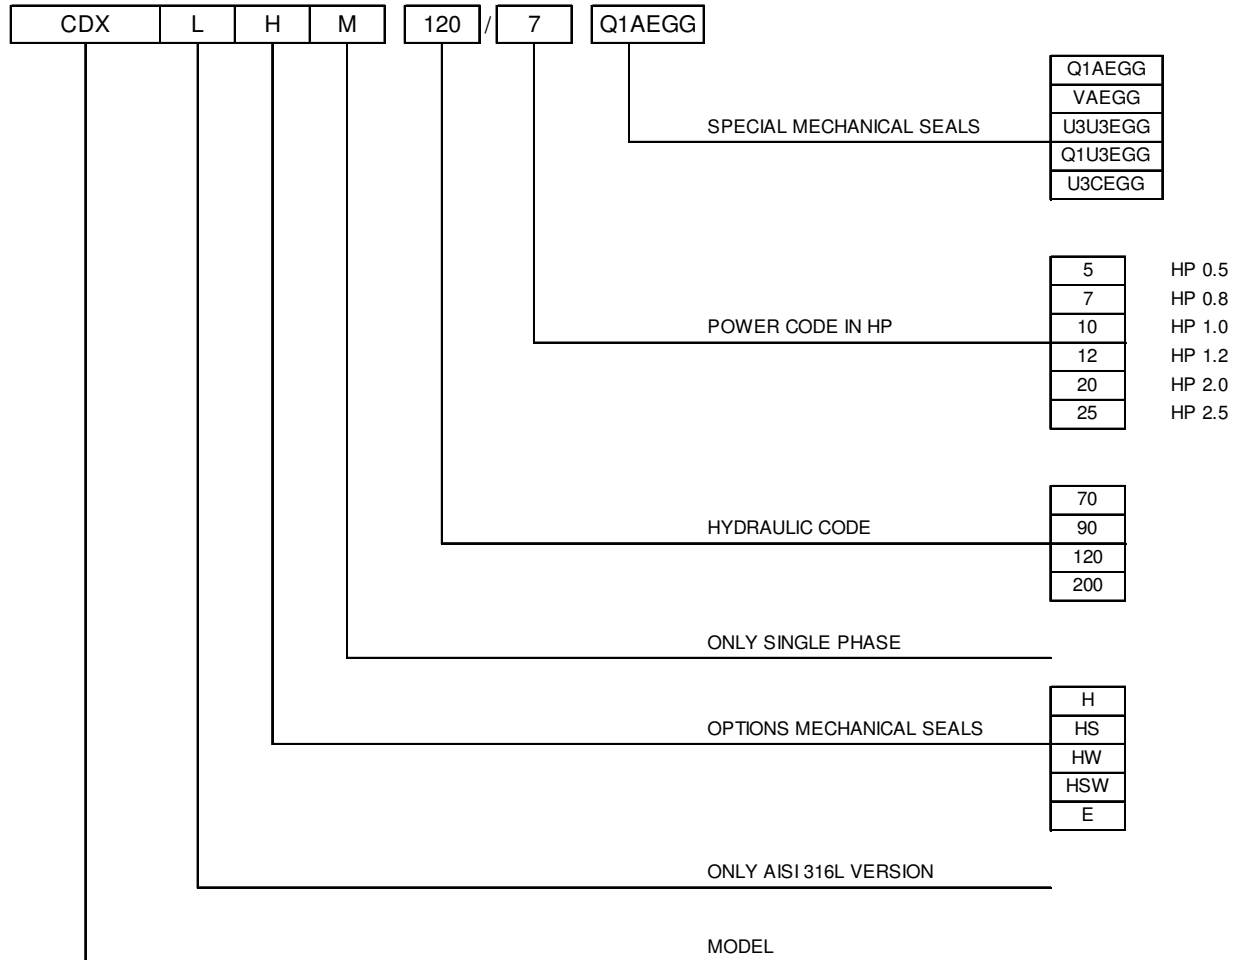 CDX L H M 120 / 7 Q1AEGG
Q1AEGG
VAEGG
SPECIAL MECHANICAL SEALS U3U3EGG
Q1U3EGG
U3CEGG
5 HP 0.5
7 HP 0.8
POWER CODE IN HP 10 HP 1.0
12 HP 1.2
20 HP 2.0
25 HP 2.5
70
HYDRAULIC CODE 90
120
200
ONLY SINGLE PHASE
H
OPTIONS MECHANICAL SEALS HS
HW
HSW
E
ONLY AISI 316L VERSION
MODEL